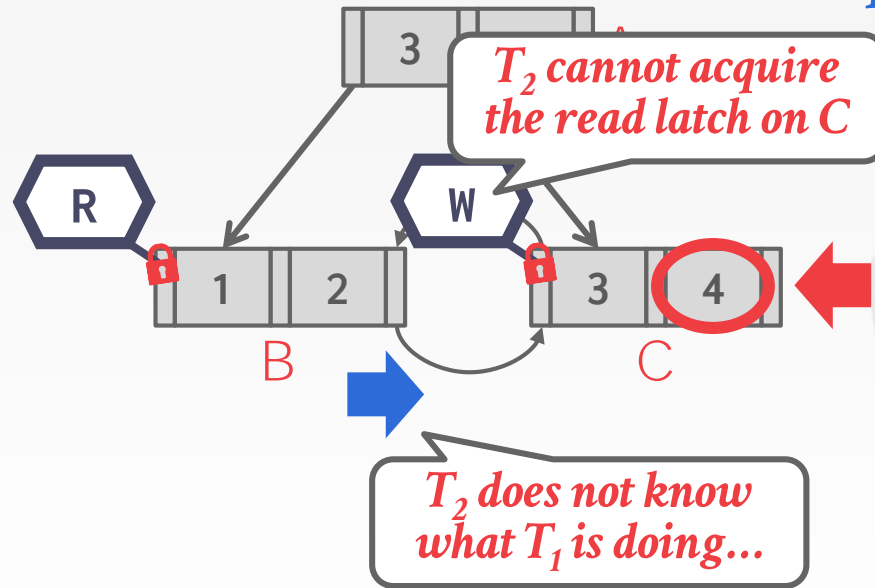 3
T₂ cannot acquire
the read latch on C
R
W
1 2
3 4
B
C
T₂ does not know
what T₁ is doing…